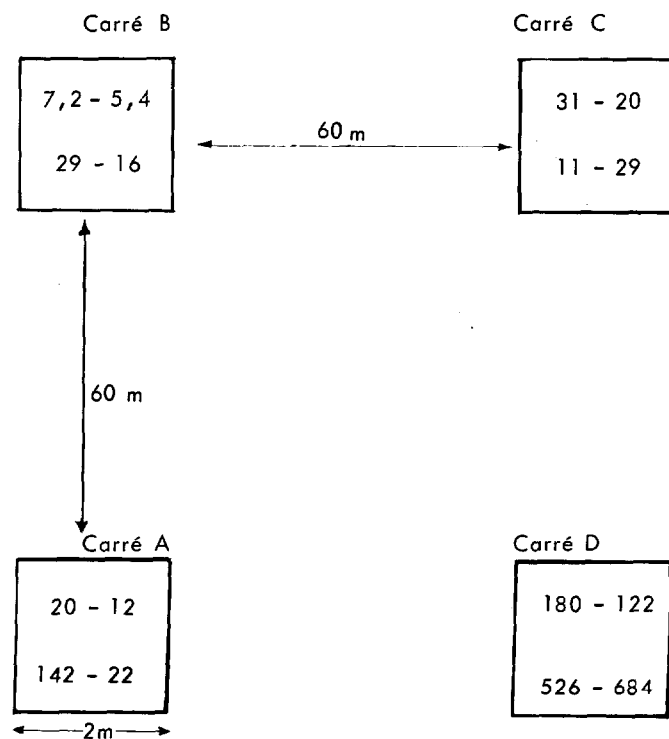 Carré B
Carré C
7,2 - 5,4
29 - 16
31 - 20
11 - 29
60 m
60 m
Carré A
Carré D
20 - 12
142 - 22
180 - 122
526 - 684
2m